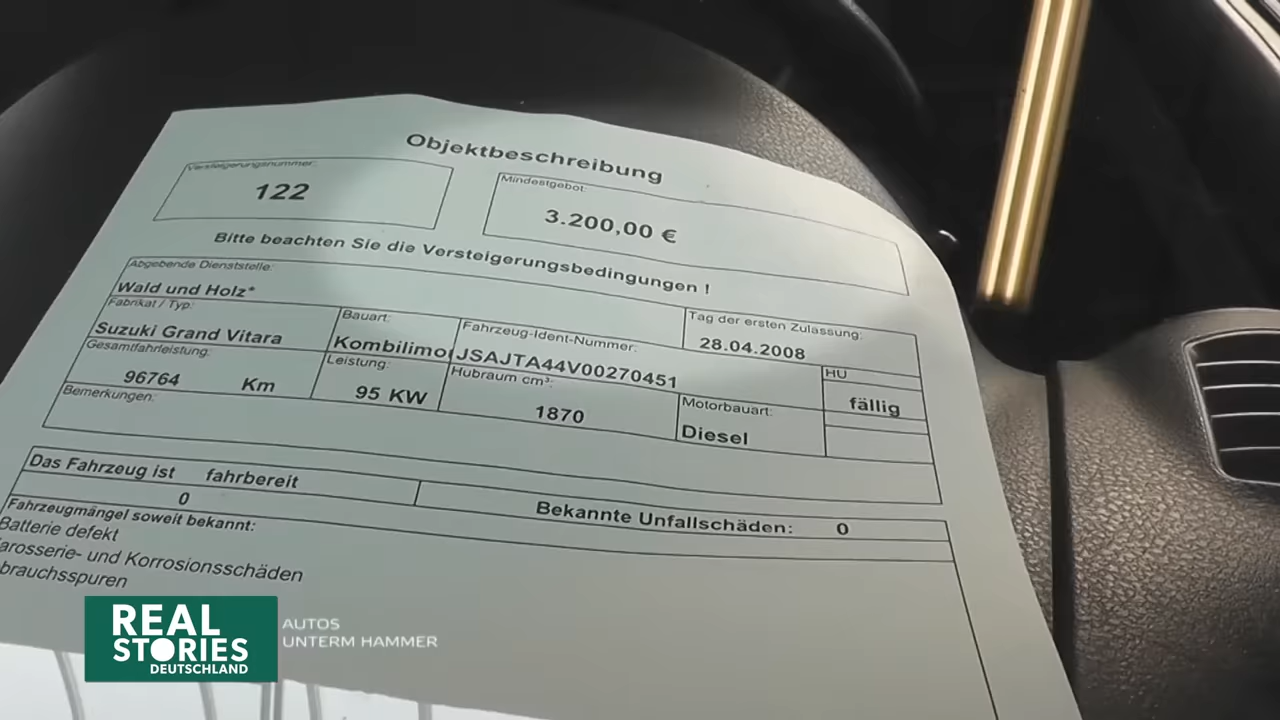 Objektbeschreibung
Versteigerungsnummer:
122
Mindestgebot:
3.200,00 €
Bitte beachten Sie die Versteigerungsbedingungen !
Abgebende Dienststelle:
Wald und Holz*
Tag der ersten Zulassung:
28.04.2008
Fabrikat / Typ:
Suzuki Grand Vitara
Bauart:
Kombilimo
Fahrzeug-Ident-Nummer:
JSAJTA44V00270451
HU
fällig
Gesamtfahrleistung:
96764 Km
Leistung:
95 KW
Hubraum cm³:
1870
Motorbauart:
Diesel
Bemerkungen:
Das Fahrzeug ist fahrbereit
0
Bekannte Unfallschäden: 0
Fahrzeugmängel soweit bekannt:
Batterie defekt
arosserie- und Korrosionsschäden
brauchsspuren
REAL
STORIES
DEUTSCHLAND
AUTOS
UNTERM HAMMER